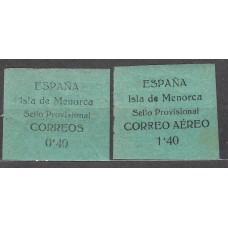 ESPAÑA
Isla de Menorca
Sello Provisional
CORREOS
0'40
ESPAÑA
Isla de Menorca
Sello Provisional
CORREO AÉREO
1'40